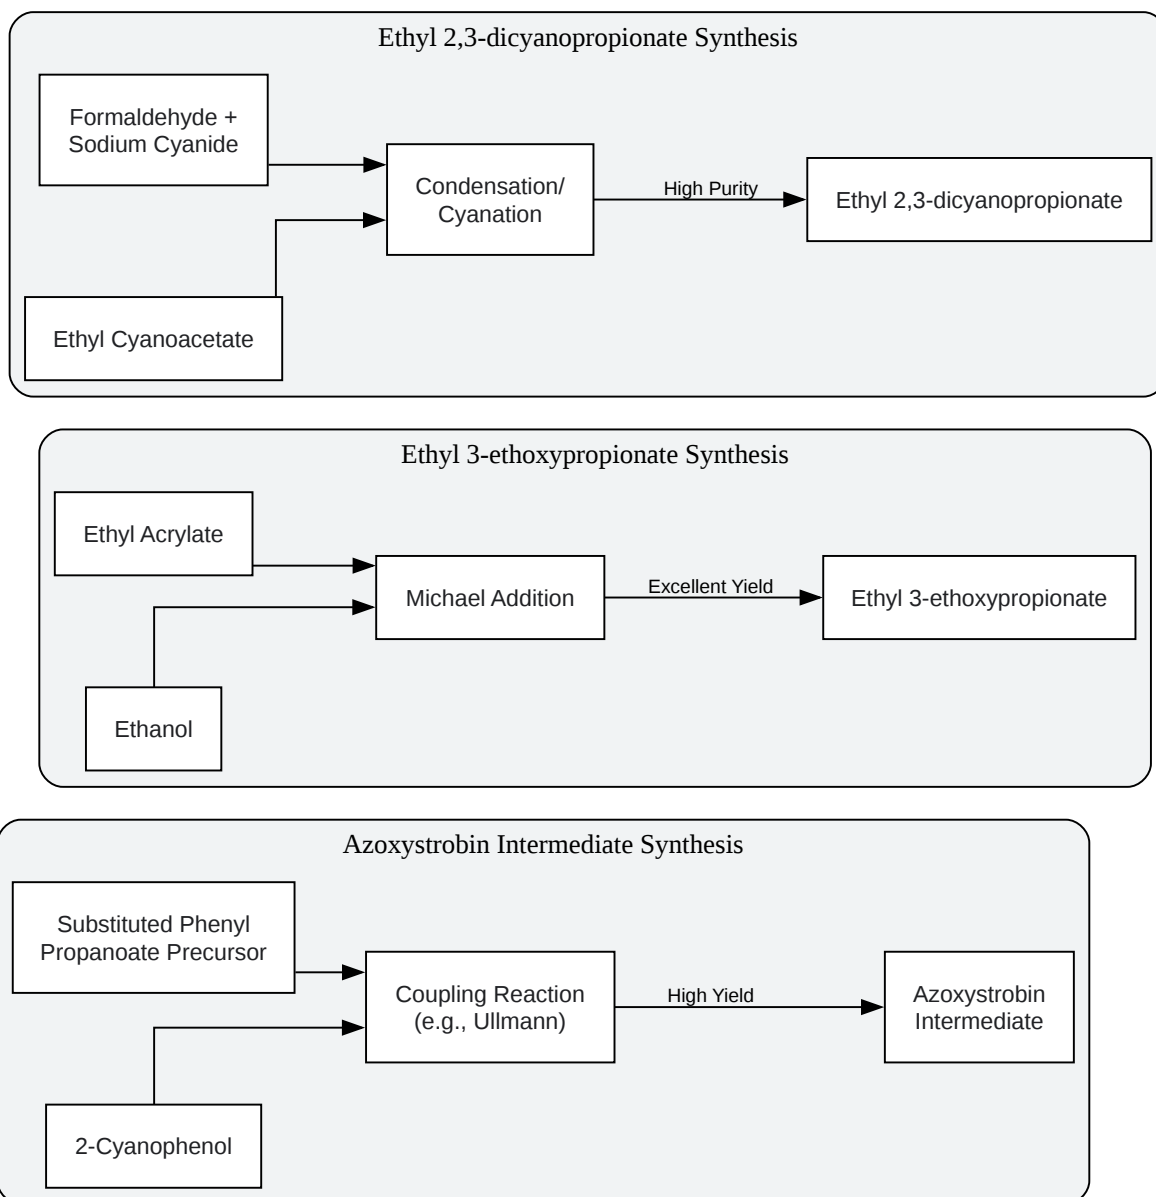 Ethyl 2,3-dicyanopropionate Synthesis
Formaldehyde +
Sodium Cyanide
Condensation/
Cyanation
High Purity
Ethyl 2,3-dicyanopropionate
Ethyl Cyanoacetate
Ethyl 3-ethoxypropionate Synthesis
Ethyl Acrylate
Michael Addition
Excellent Yield
Ethyl 3-ethoxypropionate
Ethanol
Azoxystrobin Intermediate Synthesis
Substituted Phenyl
Propanoate Precursor
Coupling Reaction
(e.g., Ullmann)
High Yield
Azoxystrobin
Intermediate
2-Cyanophenol